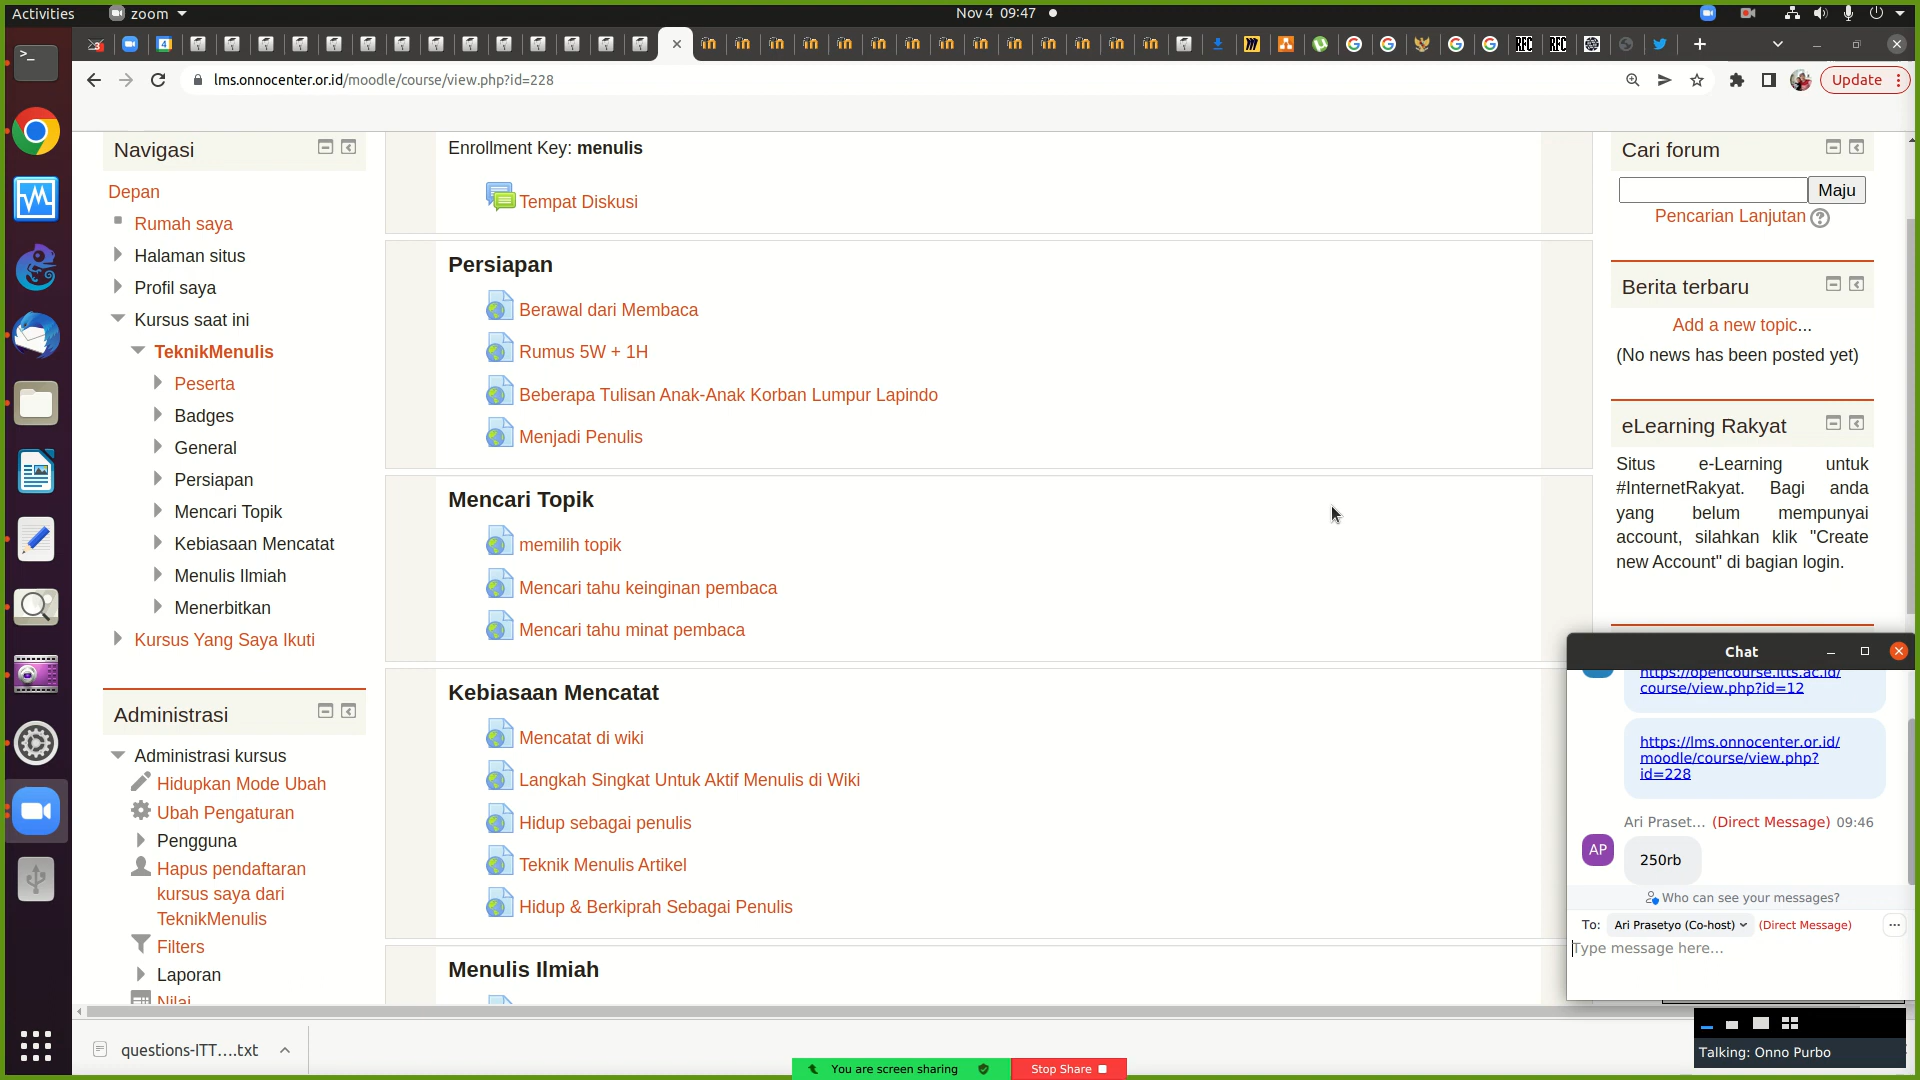 Activities
zoom
Nov 4 09:47
lms.onnocenter.or.id/moodle/course/view.php?id=228
Update
Navigasi
Depan
Rumah saya
Halaman situs
Profil saya
Kursus saat ini
TeknikMenulis
Peserta
Badges
General
Persiapan
Mencari Topik
Kebiasaan Mencatat
Menulis Ilmiah
Menerbitkan
Kursus Yang Saya Ikuti
Administrasi
Administrasi kursus
Hidupkan Mode Ubah
Ubah Pengaturan
Pengguna
Hapus pendaftaran
kursus saya dari
TeknikMenulis
Filters
Laporan
Nilai
Enrollment Key: menulis
Tempat Diskusi
Persiapan
Berawal dari Membaca
Rumus 5W + 1H
Beberapa Tulisan Anak-Anak Korban Lumpur Lapindo
Menjadi Penulis
Mencari Topik
memilih topik
Mencari tahu keinginan pembaca
Mencari tahu minat pembaca
Kebiasaan Mencatat
Mencatat di wiki
Langkah Singkat Untuk Aktif Menulis di Wiki
Hidup sebagai penulis
Teknik Menulis Artikel
Hidup & Berkiprah Sebagai Penulis
Menulis Ilmiah
Cari forum
Maju
Pencarian Lanjutan
Berita terbaru
Add a new topic...
(No news has been posted yet)
eLearning Rakyat
Situs e-Learning untuk
#InternetRakyat. Bagi anda
yang belum mempunyai
account, silahkan klik "Create
new Account" di bagian login.
Chat
https://opencourse.itts.ac.id/
course/view.php?id=12
https://lms.onnocenter.or.id/
moodle/course/view.php?
id=228
Ari Praset... (Direct Message) 09:46
AP
250rb
Who can see your messages?
To: Ari Prasetyo (Co-host) (Direct Message)
Type message here...
Talking: Onno Purbo
questions-ITT....txt
You are screen sharing
Stop Share